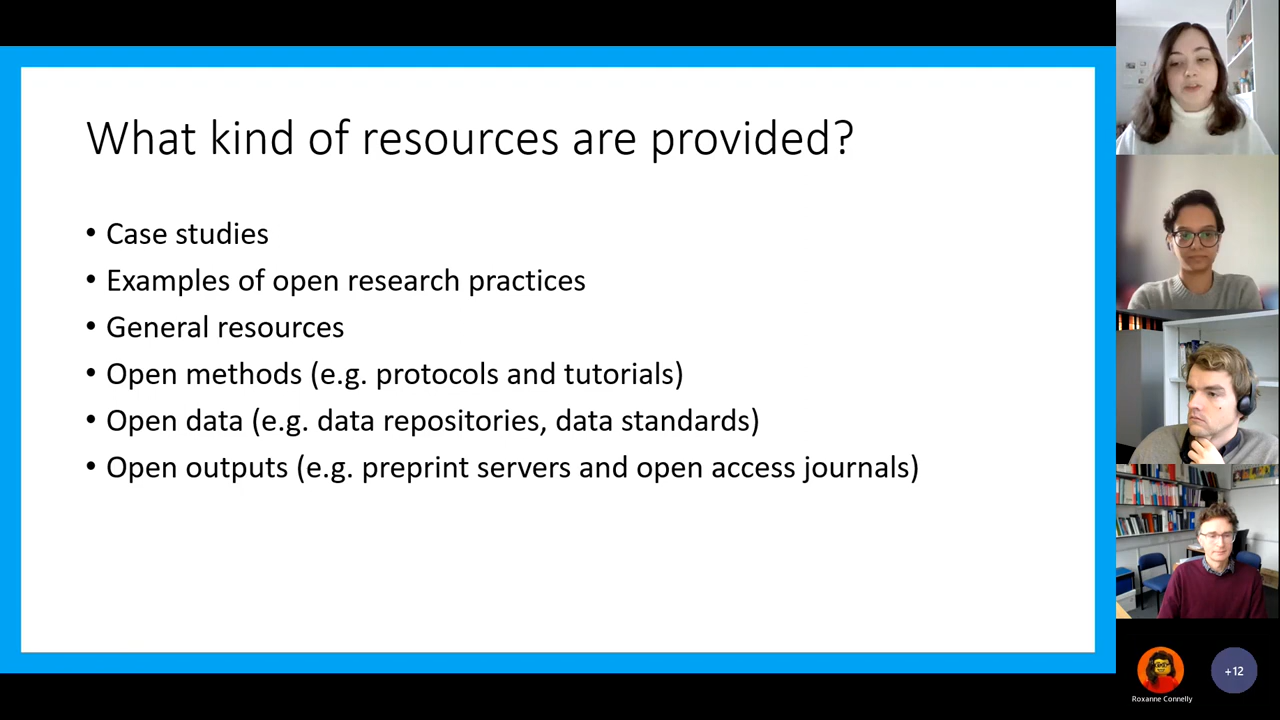 What kind of resources are provided?
• Case studies
• Examples of open research practices
• General resources
• Open methods (e.g. protocols and tutorials)
• Open data (e.g. data repositories, data standards)
• Open outputs (e.g. preprint servers and open access journals)
Roxanne Connelly
+12